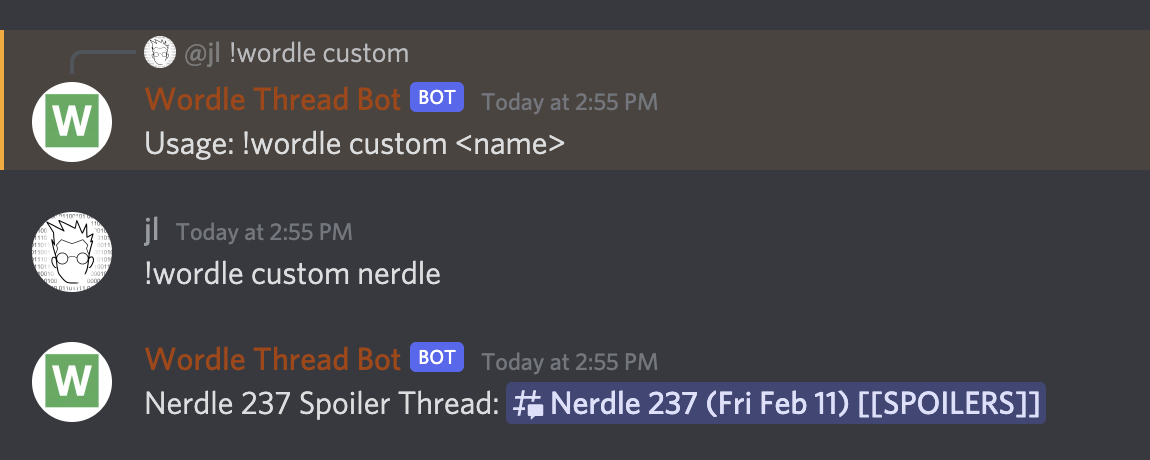 @jl !wordle custom
Wordle Thread Bot BOT Today at 2:55 PM
W
Usage: !wordle custom <name>
jl Today at 2:55 PM
!wordle custom nerdle
Wordle Thread Bot BOT Today at 2:55 PM
W
Nerdle 237 Spoiler Thread: # Nerdle 237 (Fri Feb 11) [[SPOILERS]]